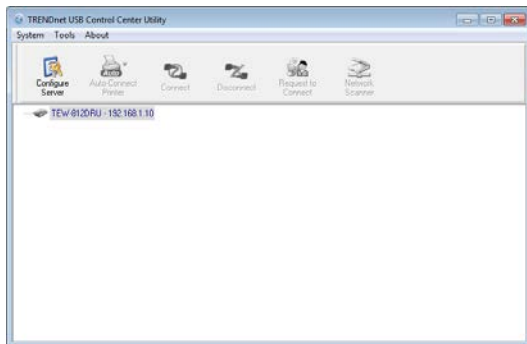 TRENDnet USB Control Center Utility
System Tools About
Configure Server
Auto Connect Printer
Connect
Disconnect
Request to Connect
Network Scanner
TEW-812DRU - 192.168.1.10